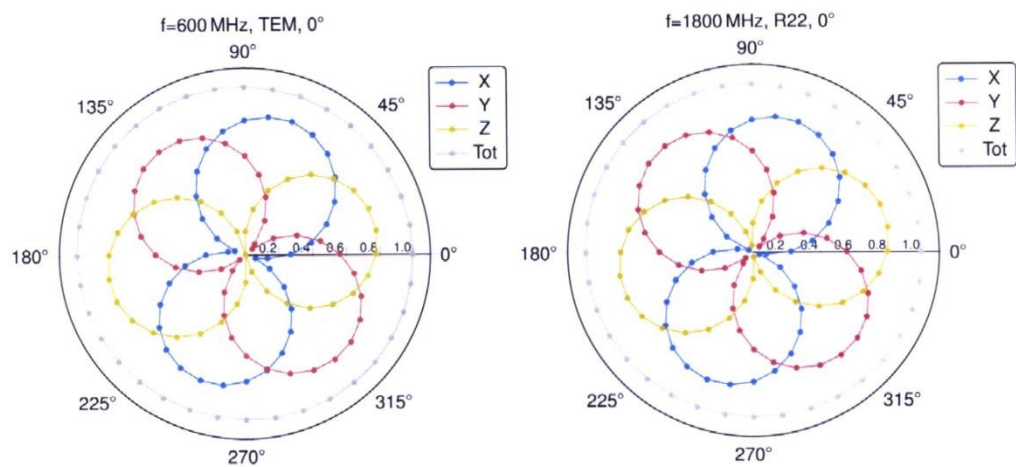 f=600 MHz, TEM, 0°
90°
135°
45°
X
Y
Z
Tot
180°
0.2 0.4 0.6 0.8 1.0
0°
225°
315°
270°
f=1800 MHz, R22, 0°
90°
135°
45°
X
Y
Z
Tot
180°
0.2 0.4 0.6 0.8 1.0
0°
225°
315°
270°